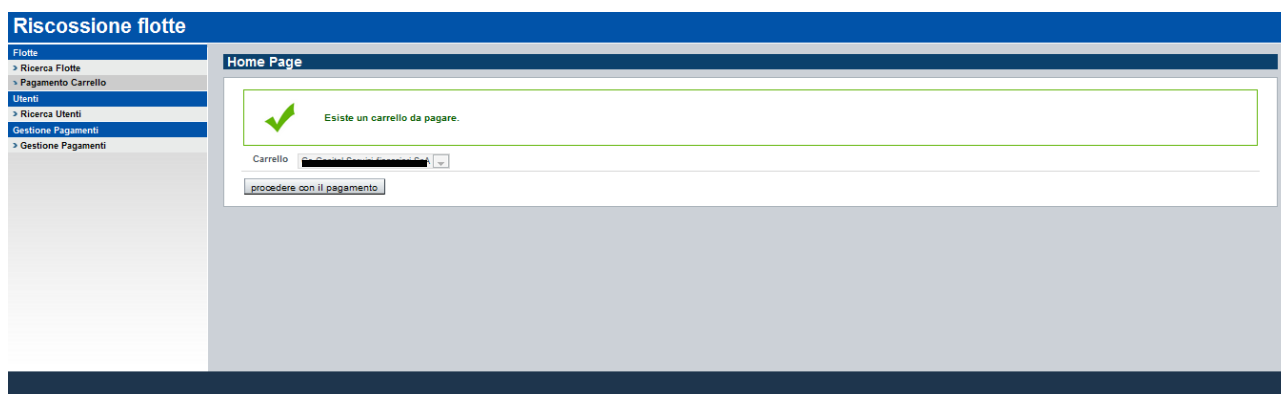 Riscossione flotte
Flotte
Ricerca Flotte
Pagamento Carrello
Utenti
Ricerca Utenti
Gestione Pagamenti
Gestione Pagamenti
Home Page
Esiste un carrello da pagare.
Carrello
procedere con il pagamento